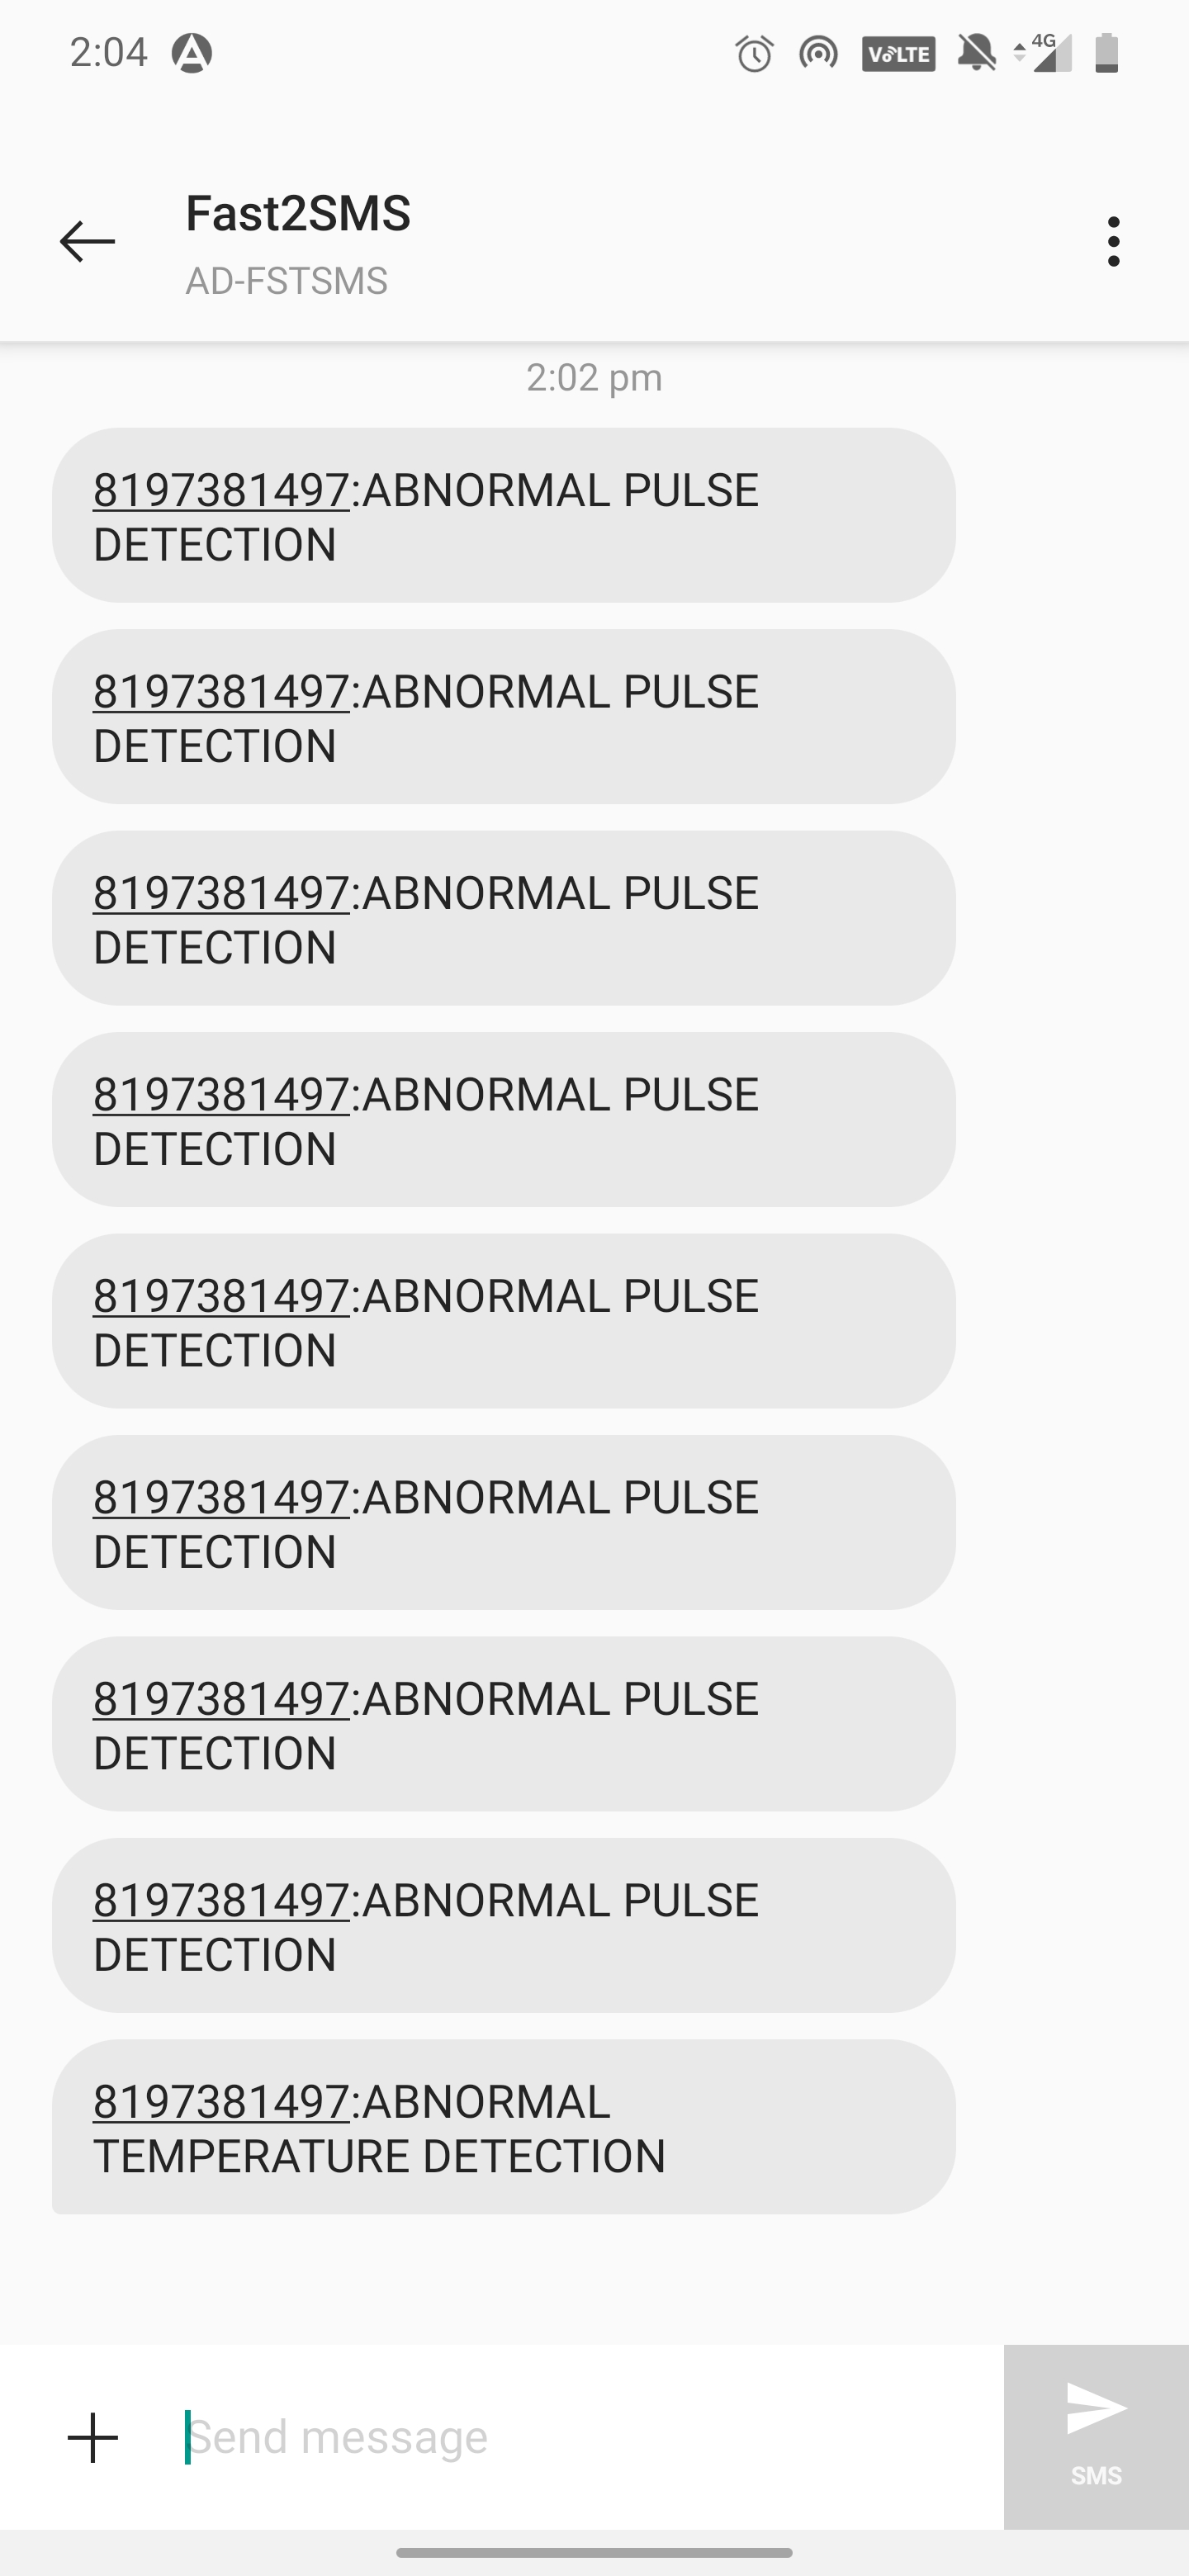 2:04
VoLTE
4G
Fast2SMS
AD-FSTSMS
2:02 pm
8197381497:ABNORMAL PULSE
DETECTION
8197381497:ABNORMAL PULSE
DETECTION
8197381497:ABNORMAL PULSE
DETECTION
8197381497:ABNORMAL PULSE
DETECTION
8197381497:ABNORMAL PULSE
DETECTION
8197381497:ABNORMAL PULSE
DETECTION
8197381497:ABNORMAL PULSE
DETECTION
8197381497:ABNORMAL PULSE
DETECTION
8197381497:ABNORMAL
TEMPERATURE DETECTION
Send message
SMS